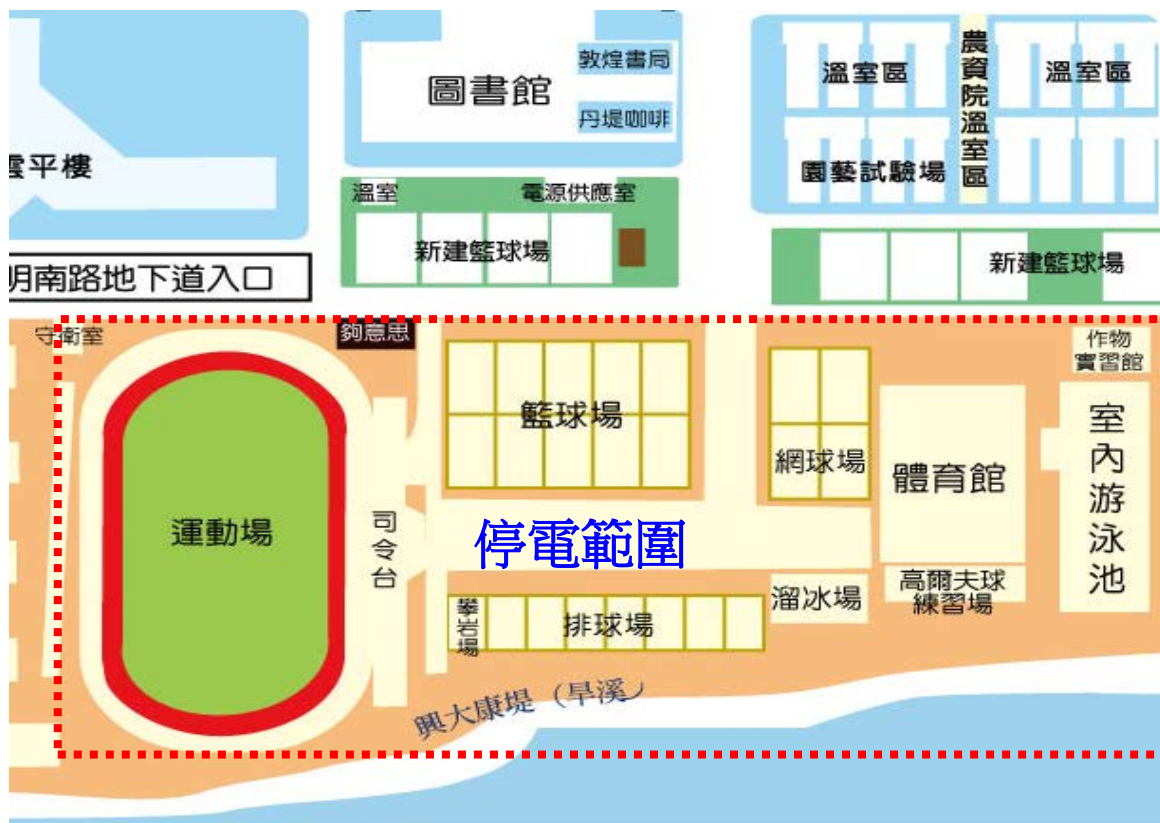 敦煌書局
圖書館
丹堤咖啡
溫室區
農資院溫室區
溫室區
園藝試驗場
雲平樓
溫室
電源供應室
新建籃球場
新建籃球場
明南路地下道入口
守衛室
夠意思
作物
實習館
籃球場
網球場
體育館
室內游泳池
運動場
司令台
停電範圍
高爾夫球
練習場
溜冰場
攀岩場
排球場
興大康堤（旱溪）